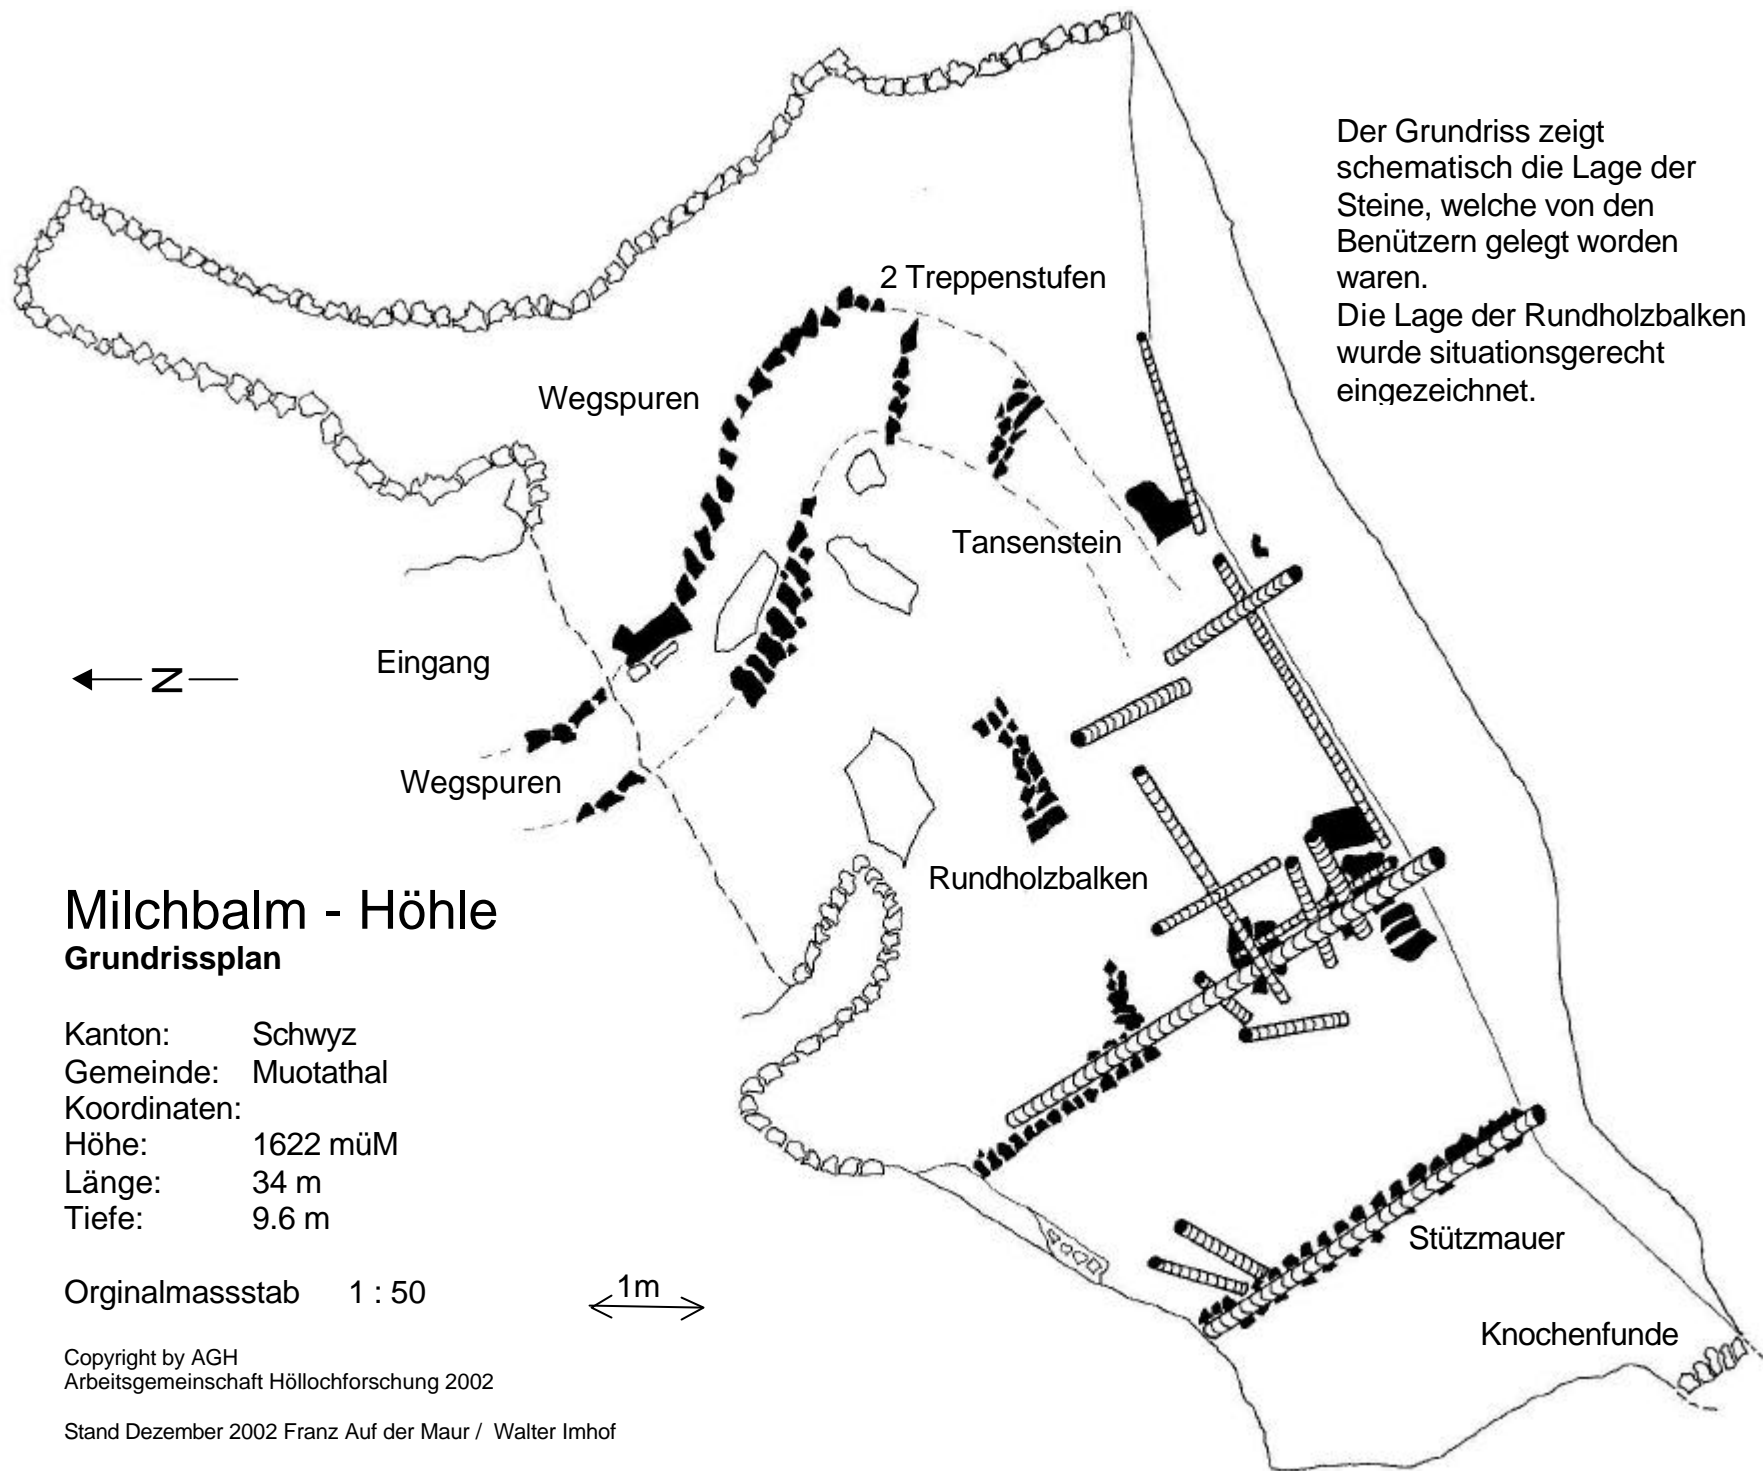 Der Grundriss zeigt
schematisch die Lage der
Steine, welche von den
Benützern gelegt worden
waren.
Die Lage der Rundholzbalken
wurde situationsgerecht
eingezeichnet.
2 Treppenstufen
Wegspuren
Tansenstein
Eingang
N
Wegspuren
Rundholzbalken
Milchbalm - Höhle
Grundrissplan
Kanton: Schwyz
Gemeinde: Muotathal
Koordinaten:
Höhe: 1622 müM
Länge: 34 m
Tiefe: 9.6 m
Stützmauer
Orginalmassstab 1 : 50
1m
Knochenfunde
Copyright by AGH
Arbeitsgemeinschaft Höllochforschung 2002
Stand Dezember 2002 Franz Auf der Maur / Walter Imhof